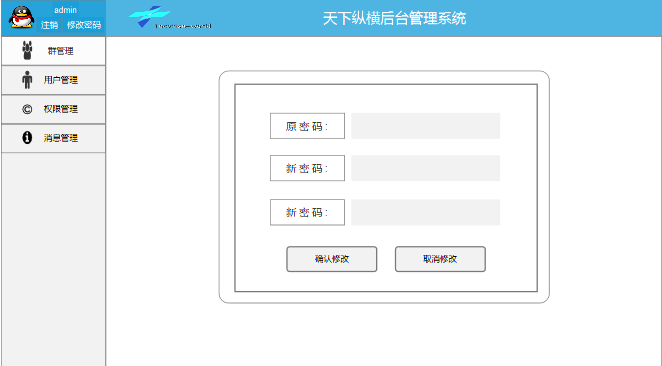 admin
注销 修改密码
天下纵横后台管理系统
群管理
用户管理
权限管理
消息管理
原 密 码 :
新 密 码 :
新 密 码 :
确认修改
取消修改